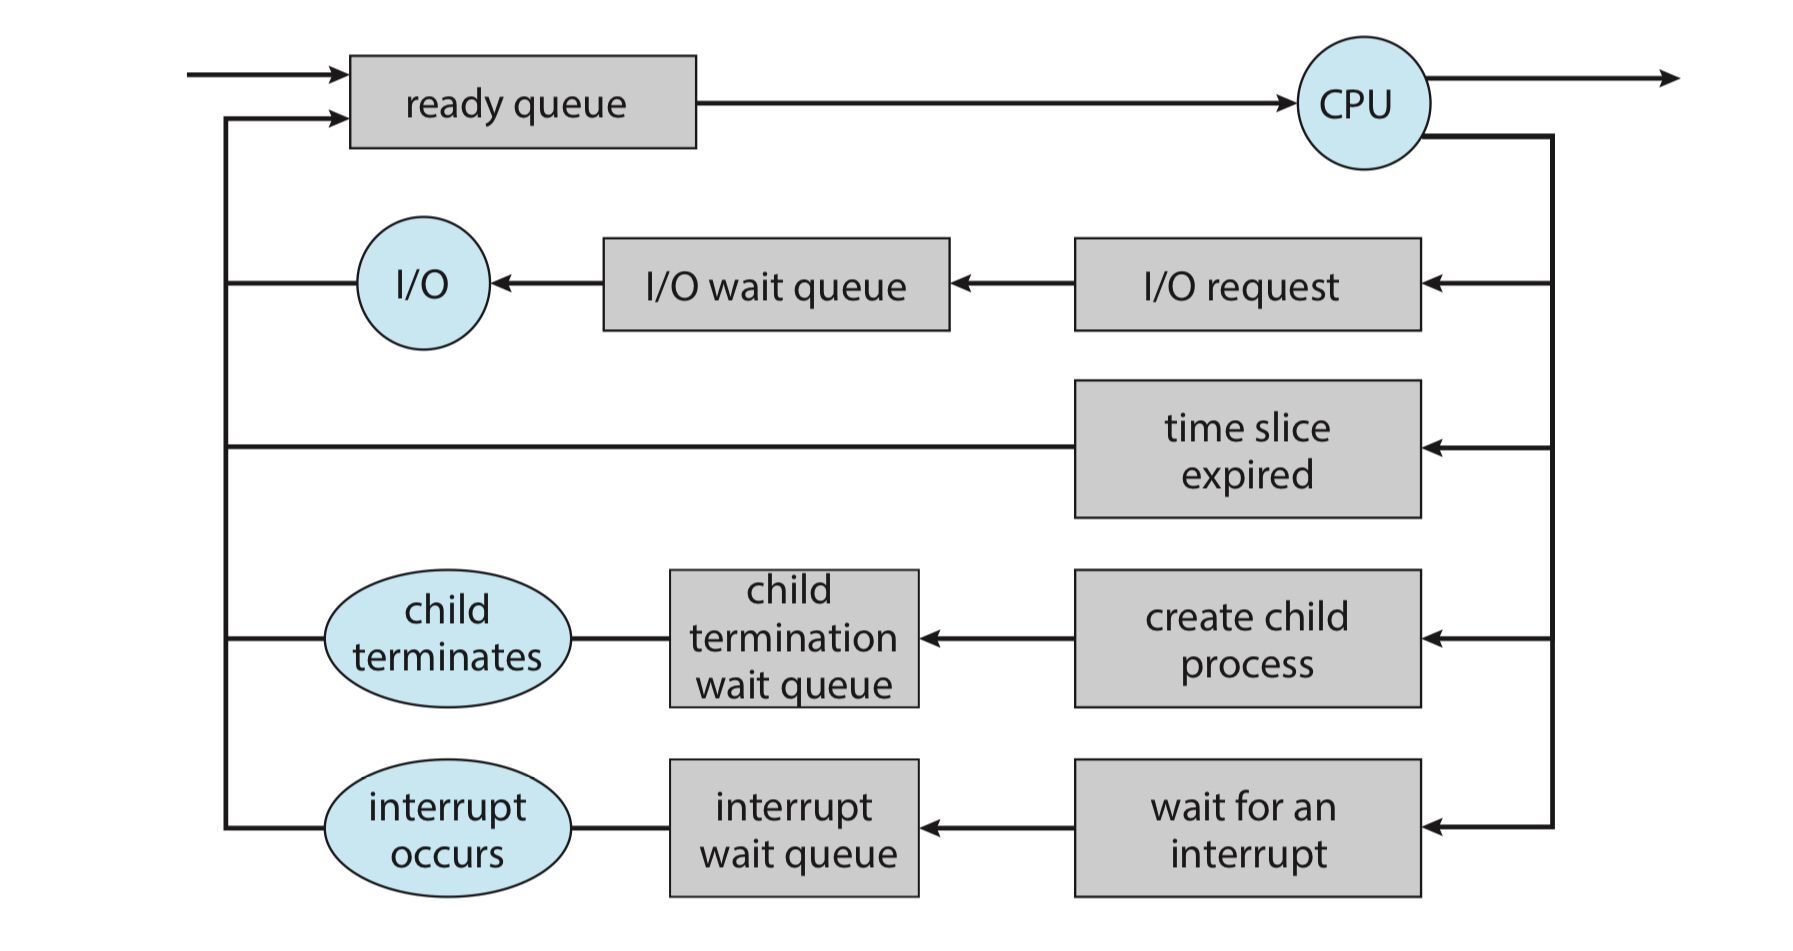 ready queue
CPU
I/O
I/O wait queue
I/O request
time slice
expired
child
terminates
child
termination
wait queue
create child
process
interrupt
occurs
interrupt
wait queue
wait for an
interrupt